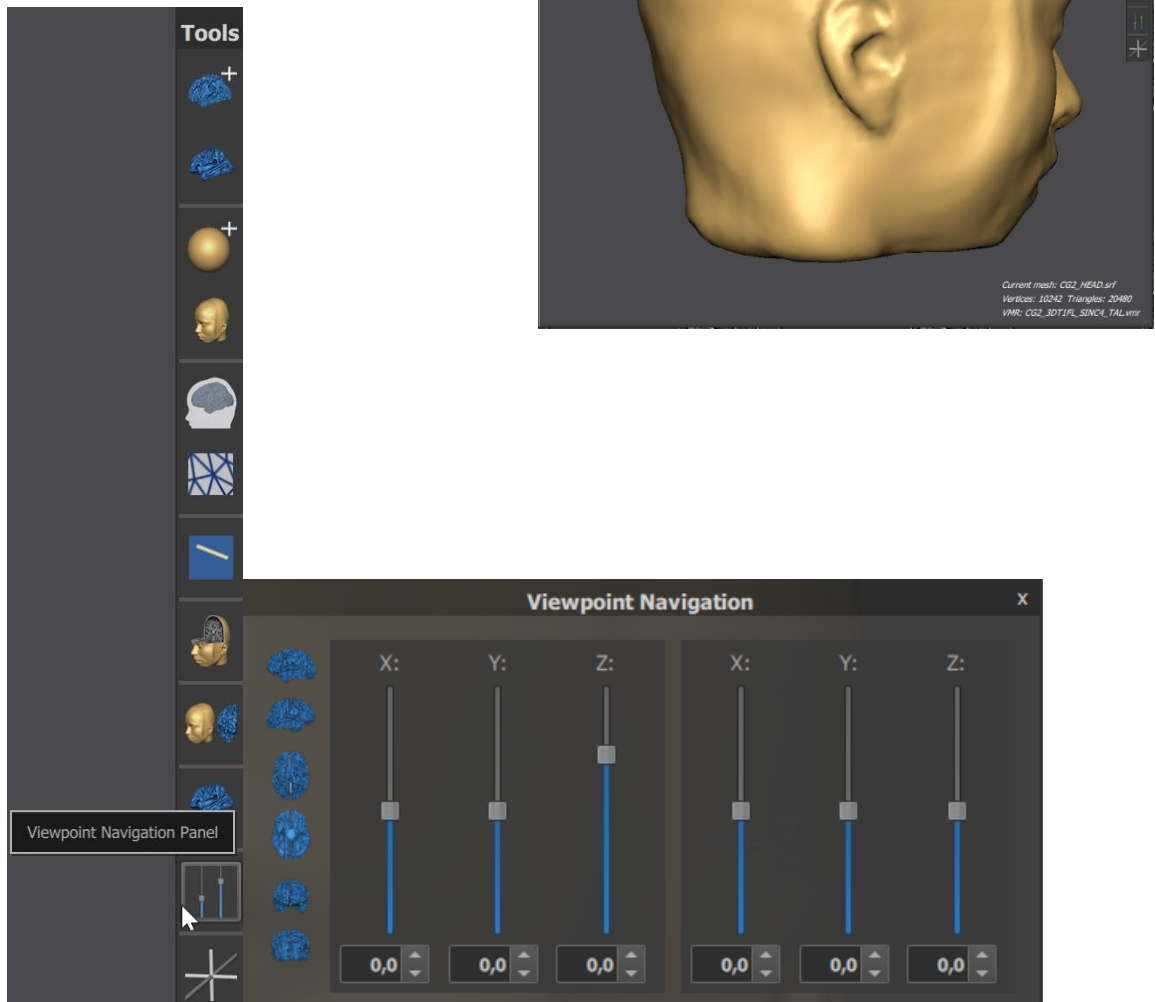 Tools
Current mesh: CG2_HEAD.srf
Vertices: 10242 Triangles: 20480
VMR: CG2_3DT1FL_SINC4_TAL.vmr
Viewpoint Navigation x
X: Y: Z: X: Y: Z:
Viewpoint Navigation Panel
0,0 0,0 0,0 0,0 0,0 0,0